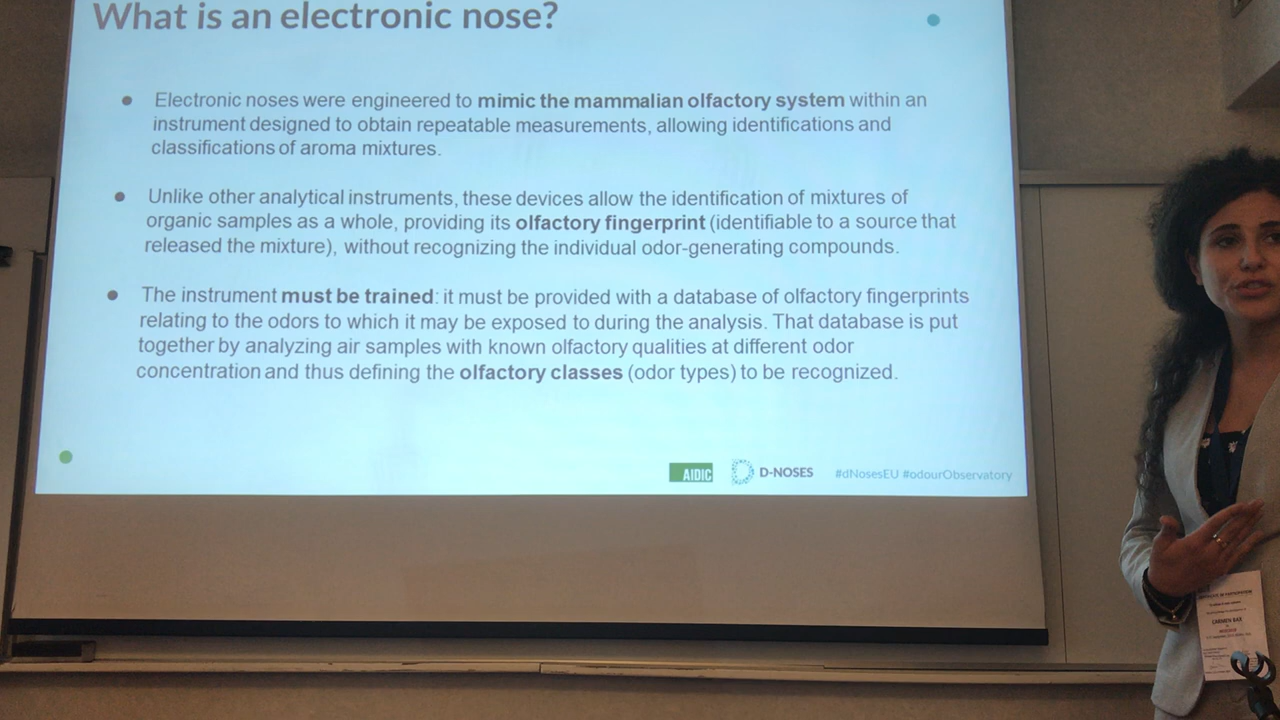 What is an electronic nose?
● Electronic noses were engineered to mimic the mammalian olfactory system within an
instrument designed to obtain repeatable measurements, allowing identifications and
classifications of aroma mixtures.
● Unlike other analytical instruments, these devices allow the identification of mixtures of
organic samples as a whole, providing its olfactory fingerprint (identifiable to a source that
released the mixture), without recognizing the individual odor-generating compounds.
● The instrument must be trained: it must be provided with a database of olfactory fingerprints
relating to the odors to which it may be exposed to during the analysis. That database is put
together by analyzing air samples with known olfactory qualities at different odor
concentration and thus defining the olfactory classes (odor types) to be recognized.
AIDIC D-NOSES #dNosesEU #odourObservatory
CARMEN BAX